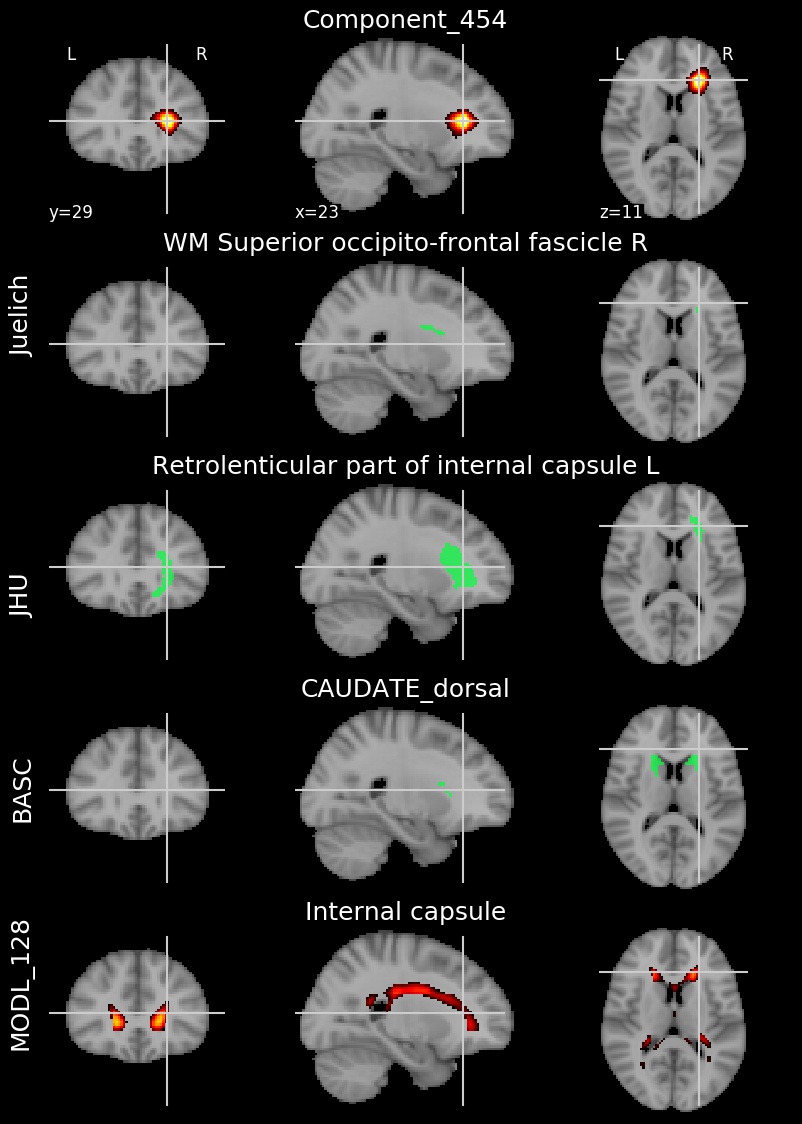 Component_454
L R L R
y=29 x=23 z=11
WM Superior occipito-frontal fascicle R
Juelich
Retrolenticular part of internal capsule L
JHU
CAUDATE_dorsal
BASC
Internal capsule
MODL_128